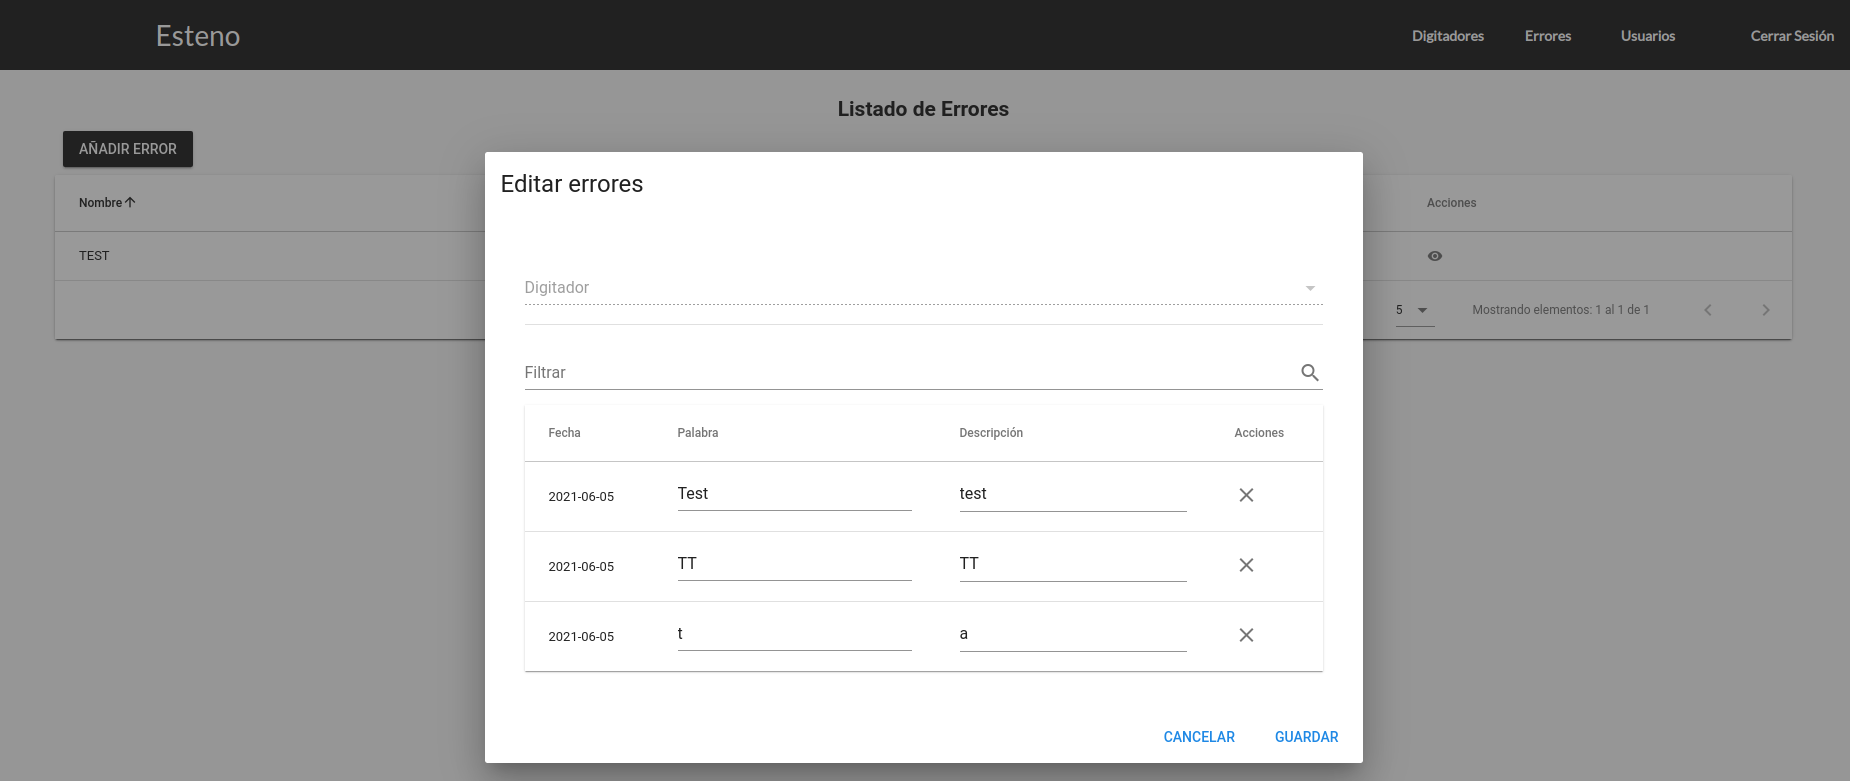 Esteno
Digitadores Errores Usuarios Cerrar Sesión
Listado de Errores
AÑADIR ERROR
Nombre Acciones
TEST
5 Mostrando elementos: 1 al 1 de 1
Editar errores
Digitador
Filtrar
Fecha Palabra Descripción Acciones
2021-06-05 Test test
2021-06-05 TT TT
2021-06-05 t a
CANCELAR GUARDAR